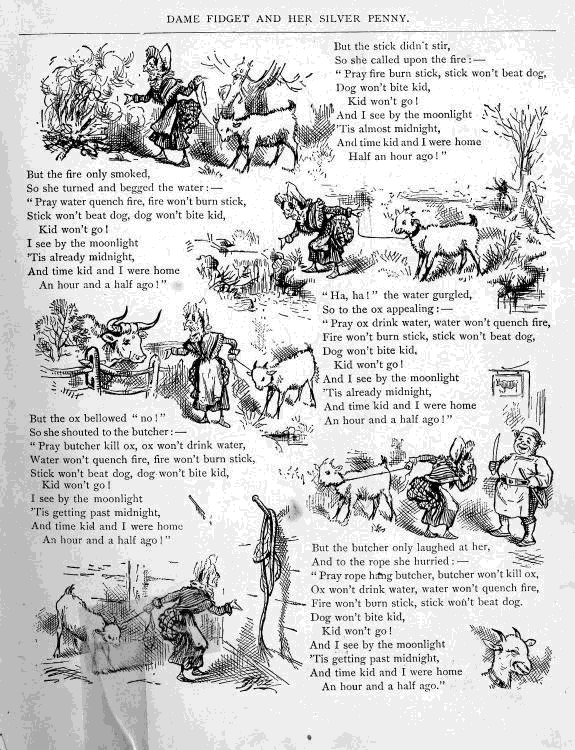 DAME FIDGET AND HER SILVER PENNY.
But the stick didn't stir,
So she called upon the fire:—
"Pray fire burn stick, stick won't beat dog,
Dog won't bite kid,
Kid won't go!
And I see by the moonlight
'Tis almost midnight,
And time kid and I were home
Half an hour ago!"
But the fire only smoked,
So she turned and begged the water:—
"Pray water quench fire, fire won't burn stick,
Stick won't beat dog, dog won't bite kid,
Kid won't go!
I see by the moonlight
'Tis already midnight,
And time kid and I were home
An hour and a half ago!"
"Ha, ha!" the water gurgled,
So to the ox appealing:—
"Pray ox drink water, water won't quench fire,
Fire won't burn stick, stick won't beat dog,
Dog won't bite kid,
Kid won't go!
And I see by the moonlight
'Tis already midnight,
And time kid and I were home
An hour and a half ago!"
But the ox bellowed "no!"
So she shouted to the butcher:—
"Pray butcher kill ox, ox won't drink water,
Water won't quench fire, fire won't burn stick,
Stick won't beat dog, dog won't bite kid,
Kid won't go!
I see by the moonlight
'Tis getting past midnight,
And time kid and I were home
An hour and a half ago!"
But the butcher only laughed at her,
And to the rope she hurried:—
"Pray rope hang butcher, butcher won't kill ox,
Ox won't drink water, water won't quench fire,
Fire won't burn stick, stick won't beat dog.
Dog won't bite kid,
Kid won't go!
And I see by the moonlight
'Tis getting past midnight,
And time kid and I were home
An hour and a half ago."